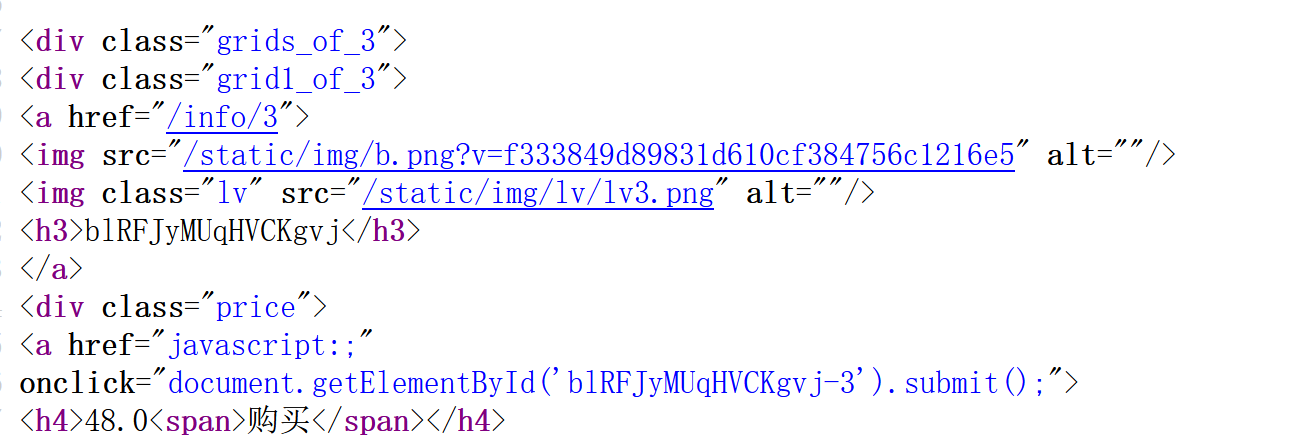 <div class="grids_of_3">
<div class="grid1_of_3">
<a href="/info/3">
<img src="/static/img/b.png?v=f333849d89831d610cf384756c1216e5" alt=""/>
<img class="lv" src="/static/img/lv/lv3.png" alt=""/>
<h3>blRFJyMUqHVCKgvj</h3>
</a>
<div class="price">
<a href="javascript:;"
onclick="document.getElementById('blRFJyMUqHVCKgvj-3').submit();">
<h4>48.0<span>购买</span></h4>